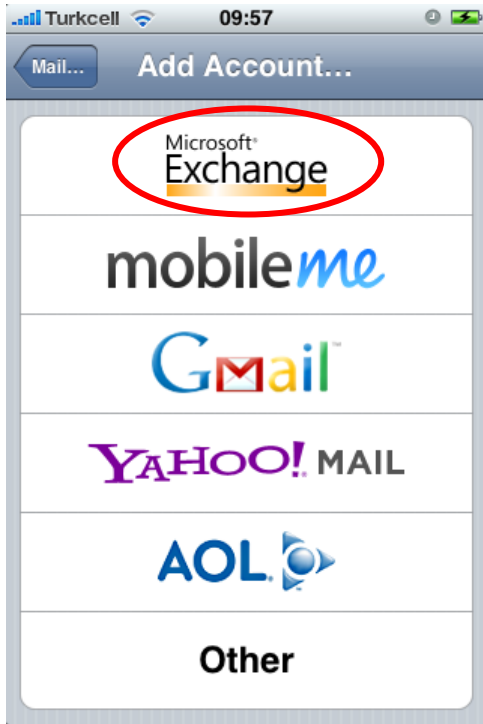 Turkcell 09:57
Mail... Add Account...
Microsoft®
Exchange
mobileme
Gmail™
YAHOO! MAIL
AOL
Other